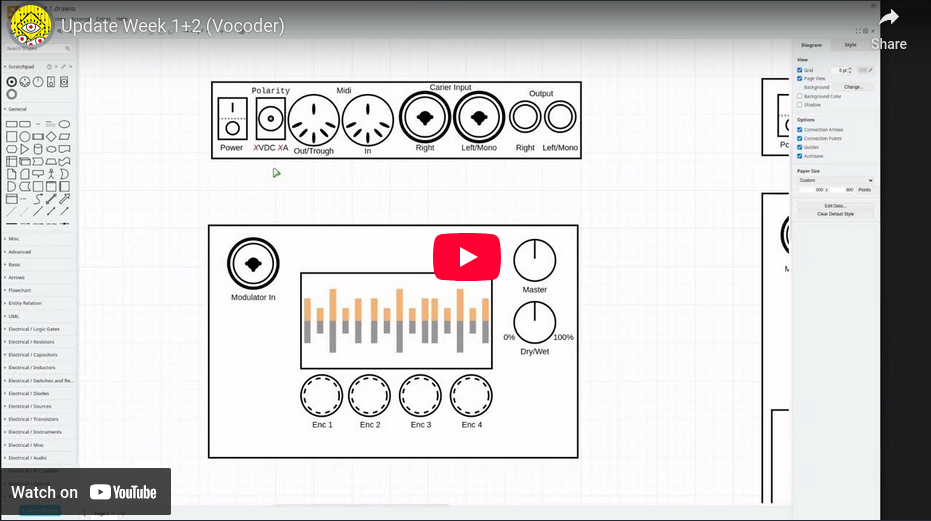 Update Week 1+2 (Vocoder)
Share
Scratchpad
General
Misc
Advanced
Basic
Arrows
Flowchart
Entity Relation
UML
Electrical / Logic Gates
Electrical / Resistors
Electrical / Capacitors
Electrical / Inductors
Electrical / Switches and Re...
Electrical / Diodes
Electrical / Sources
Electrical / Transistors
Electrical / Instruments
Electrical / Misc
Electrical / Audio
Polarity
Midi
Carier Input
Output
Power
XVDC XA
Out/Trough
In
Right
Left/Mono
Right
Left/Mono
Modulator In
Master
0%
100%
Dry/Wet
Enc 1
Enc 2
Enc 3
Enc 4
Diagram
Style
View
Grid
Page View
Background
Change...
Background Color
Shadow
Options
Connection Arrows
Connection Points
Guides
Autosave
Paper Size
Custom
Points
Edit Data...
Clear Default Style
Watch on YouTube